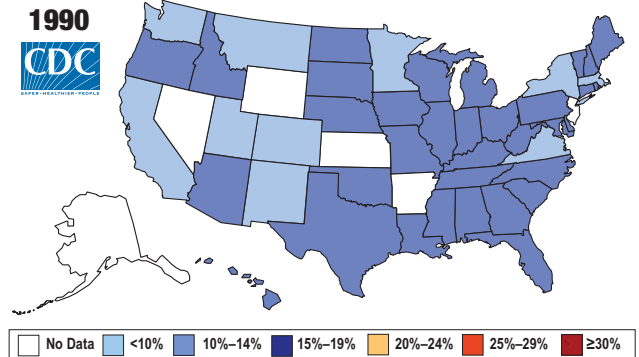 1990
CDC
SAFER·HEALTHIER·PEOPLE
No Data <10% 10%–14% 15%–19% 20%–24% 25%–29% ≥30%